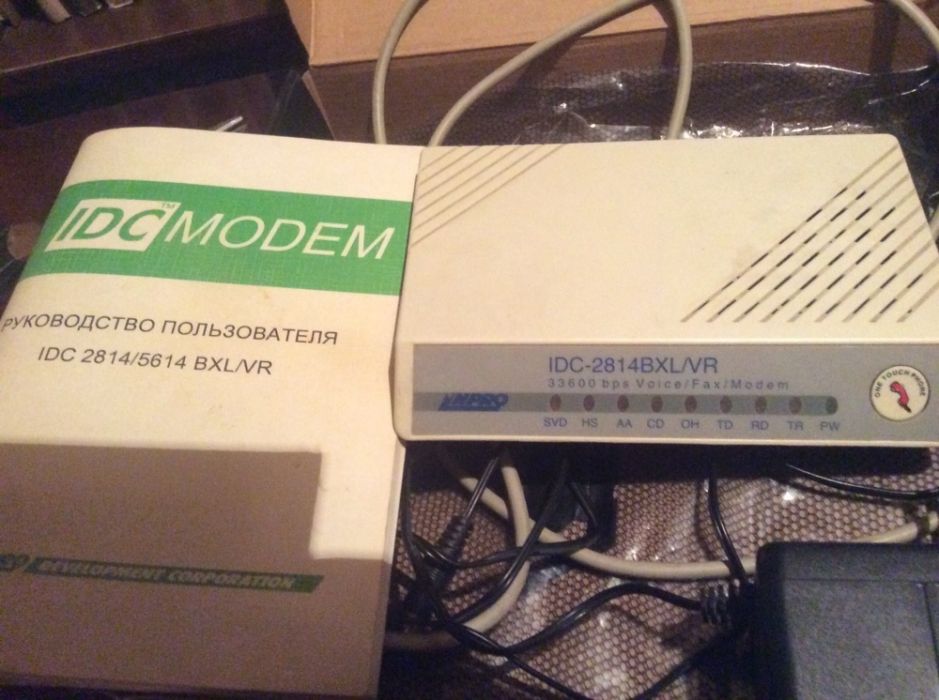 IDC™ MODEM
РУКОВОДСТВО ПОЛЬЗОВАТЕЛЯ
IDC 2814/5614 BXL/VR
DEVELOPMENT CORPORATION
IDC-2814BXL/VR
33600 bps Voice/Fax/Modem
SVD HS AA CD OH TD RD TR PW
ONE TOUCH PHONE